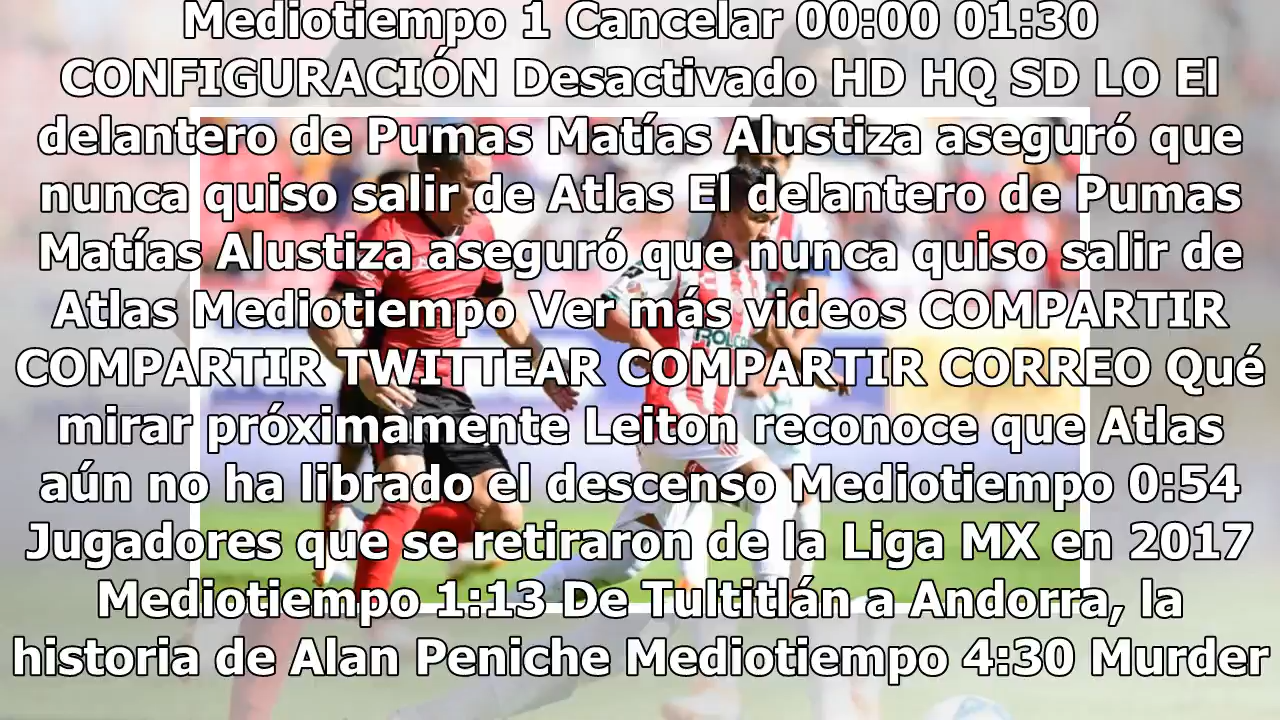 Mediotiempo 1 Cancelar 00:00 01:30
CONFIGURACIÓN Desactivado HD HQ SD LO El
delantero de Pumas Matías Alustiza aseguró que
nunca quiso salir de Atlas El delantero de Pumas
Matías Alustiza aseguró que nunca quiso salir de
Atlas Mediotiempo Ver más videos COMPARTIR
COMPARTIR TWITTEAR COMPARTIR CORREO Qué
mirar próximamente Leiton reconoce que Atlas
aún no ha librado el descenso Mediotiempo 0:54
Jugadores que se retiraron de la Liga MX en 2017
Mediotiempo 1:13 De Tultitlán a Andorra, la
historia de Alan Peniche Mediotiempo 4:30 Murder